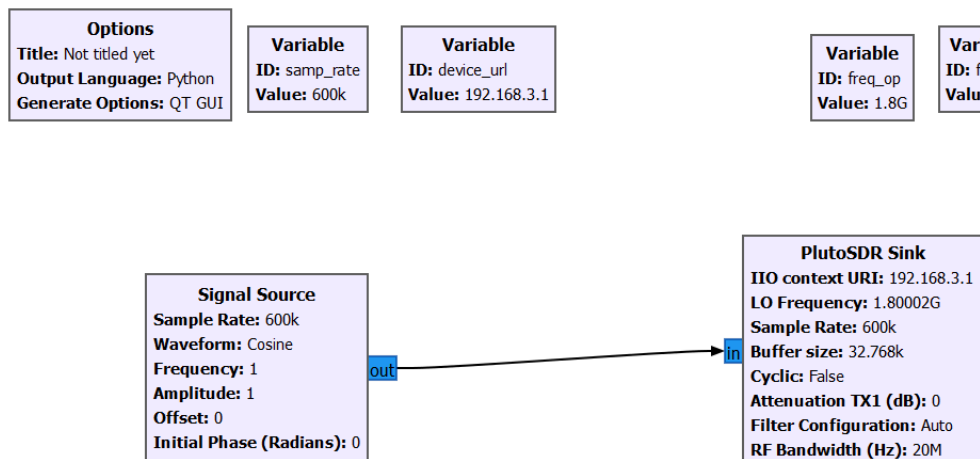 Options
Title: Not titled yet
Output Language: Python
Generate Options: QT GUI
Variable
ID: samp_rate
Value: 600k
Variable
ID: device_url
Value: 192.168.3.1
Variable
ID: freq_op
Value: 1.8G
Signal Source
Sample Rate: 600k
Waveform: Cosine
Frequency: 1
Amplitude: 1
Offset: 0
Initial Phase (Radians): 0
out
in
PlutoSDR Sink
IIO context URI: 192.168.3.1
LO Frequency: 1.80002G
Sample Rate: 600k
Buffer size: 32.768k
Cyclic: False
Attenuation TX1 (dB): 0
Filter Configuration: Auto
RF Bandwidth (Hz): 20M